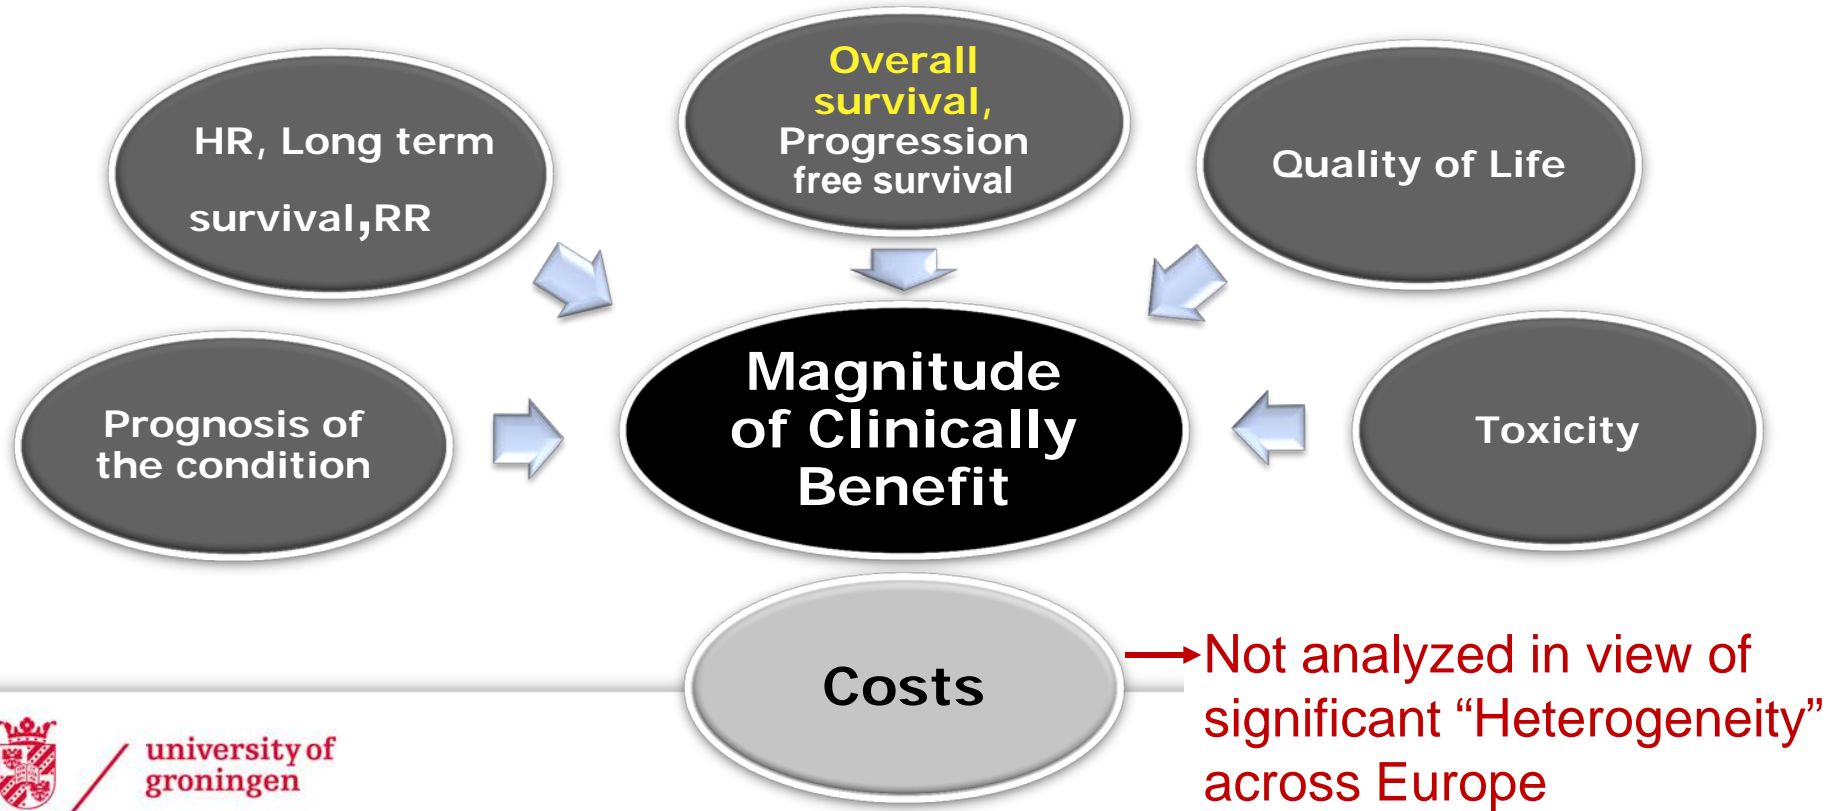 Overall
survival,
Progression
free survival
HR, Long term
survival,RR
Quality of Life
Magnitude
of Clinically
Benefit
Prognosis of
the condition
Toxicity
Costs
Not analyzed in view of
significant “Heterogeneity”
across Europe
university of
groningen